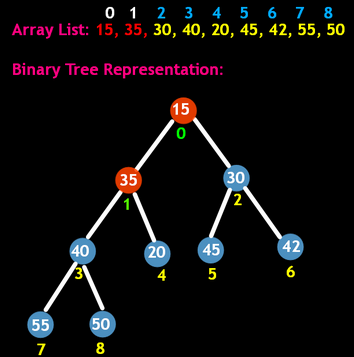 0 1 2 3 4 5 6 7 8
Array List: 15, 35, 30, 40, 20, 45, 42, 55, 50
Binary Tree Representation:
15
0
35 30
1 2
40 20 45 42
3 4 5 6
55 50
7 8